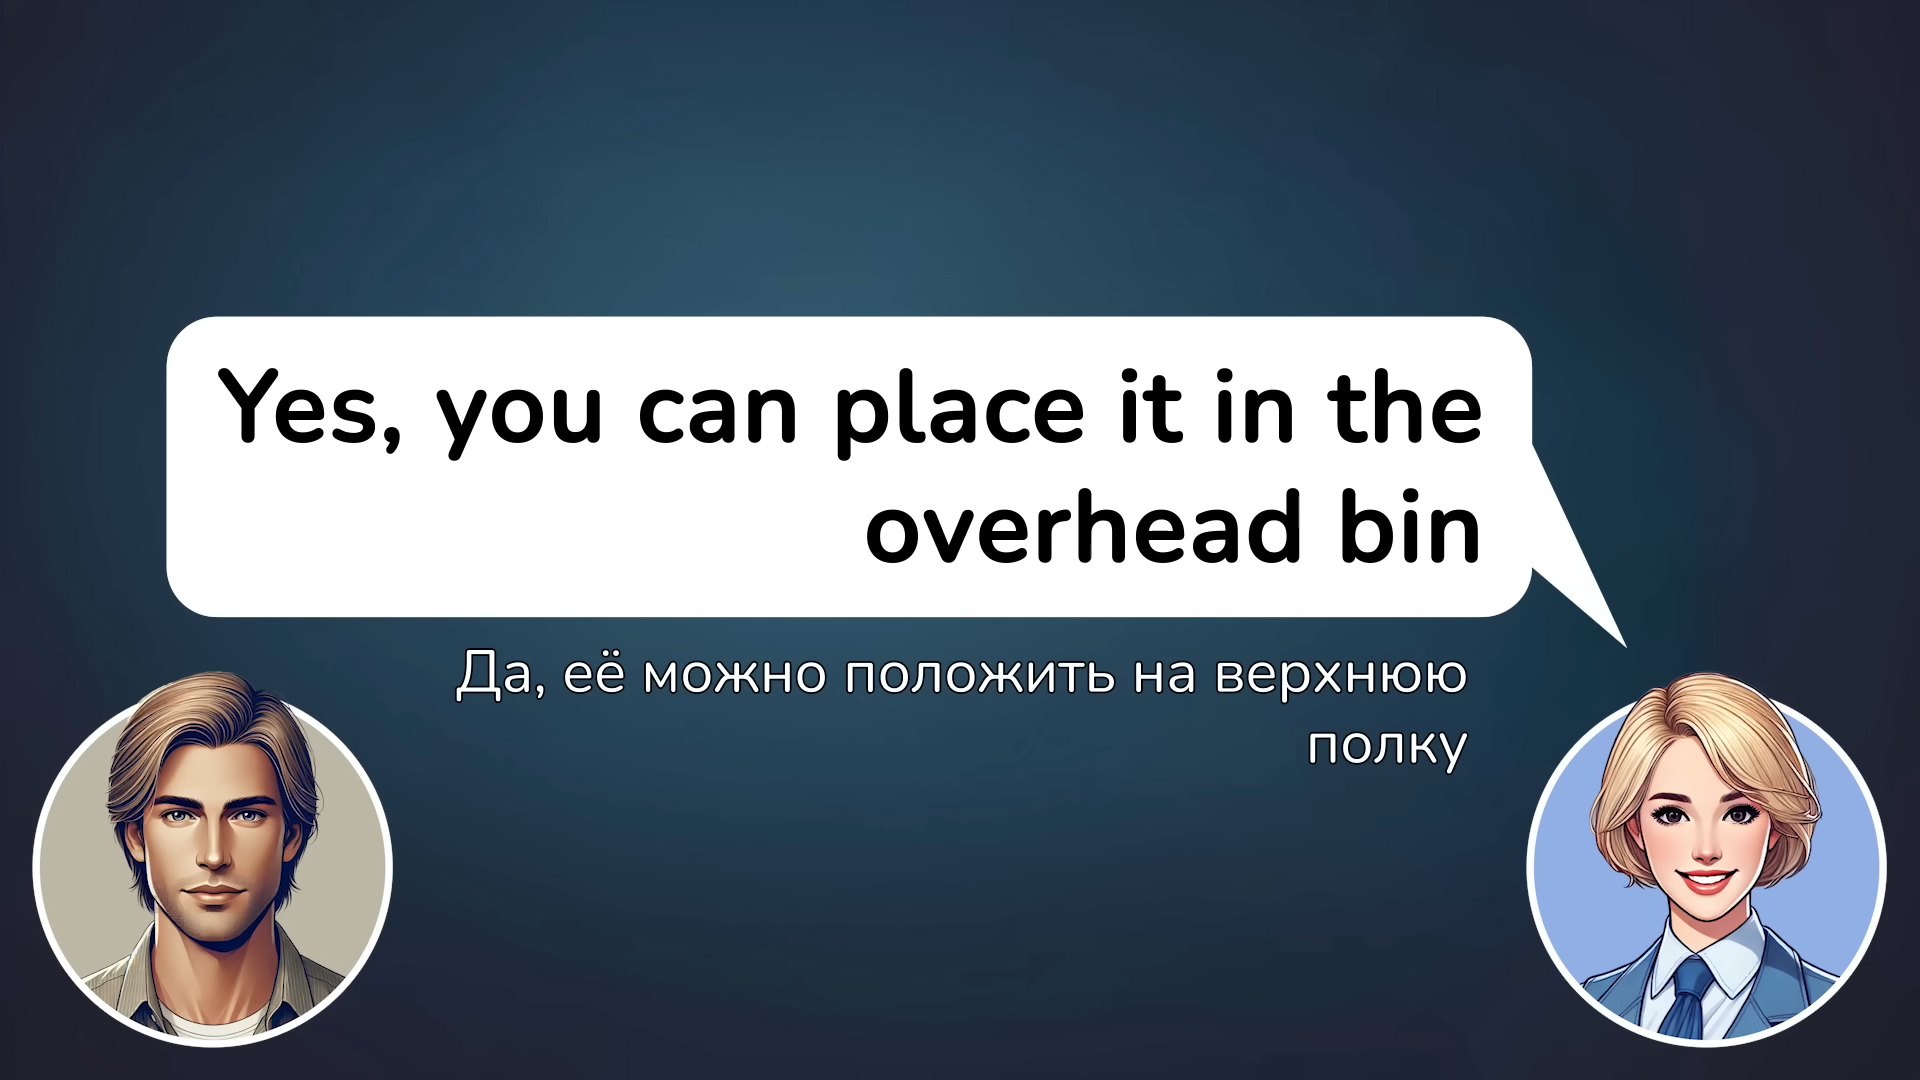 Yes, you can place it in the
overhead bin
Да, её можно положить на верхнюю
полку